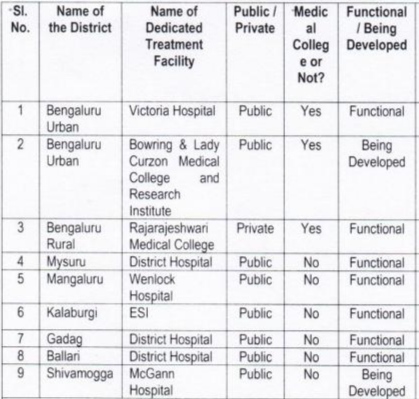 Sl. No. | Name of the District | Name of Dedicated Treatment Facility | Public / Private | Medical College or Not? | Functional / Being Developed
1 | Bengaluru Urban | Victoria Hospital | Public | Yes | Functional
2 | Bengaluru Urban | Bowring & Lady Curzon Medical College and Research Institute | Public | Yes | Being Developed
3 | Bengaluru Rural | Rajarajeshwari Medical College | Private | Yes | Functional
4 | Mysuru | District Hospital | Public | No | Functional
5 | Mangaluru | Wenlock Hospital | Public | No | Functional
6 | Kalaburgi | ESI | Public | No | Functional
7 | Gadag | District Hospital | Public | No | Functional
8 | Ballari | District Hospital | Public | No | Functional
9 | Shivamogga | McGann Hospital | Public | No | Being Developed